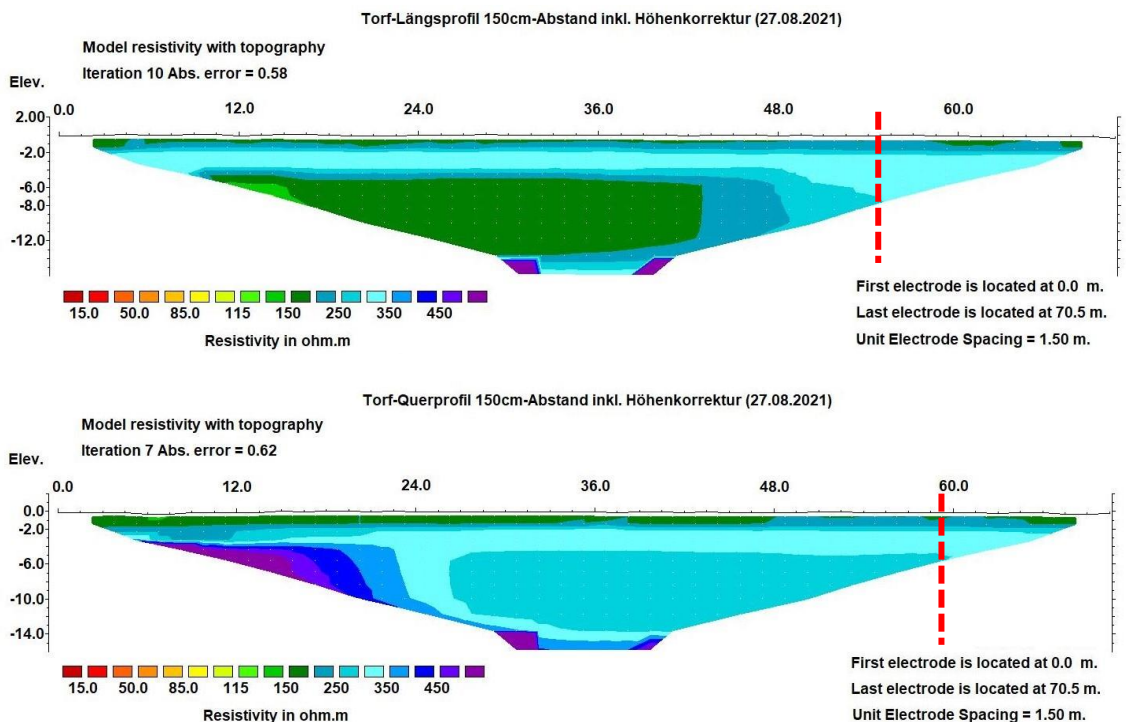 Torf-Längsprofil 150cm-Abstand inkl. Höhenkorrektur (27.08.2021)
Model resistivity with topography
Iteration 10 Abs. error = 0.58
Elev.
0.0 12.0 24.0 36.0 48.0 60.0
2.00
-2.0
-6.0
-8.0
-12.0
15.0 50.0 85.0 115 150 250 350 450
Resistivity in ohm.m
First electrode is located at 0.0 m.
Last electrode is located at 70.5 m.
Unit Electrode Spacing = 1.50 m.
Torf-Querprofil 150cm-Abstand inkl. Höhenkorrektur (27.08.2021)
Model resistivity with topography
Iteration 7 Abs. error = 0.62
Elev.
0.0 12.0 24.0 36.0 48.0 60.0
0.0
-2.0
-6.0
-10.0
-14.0
15.0 50.0 85.0 115 150 250 350 450
Resistivity in ohm.m
First electrode is located at 0.0 m.
Last electrode is located at 70.5 m.
Unit Electrode Spacing = 1.50 m.